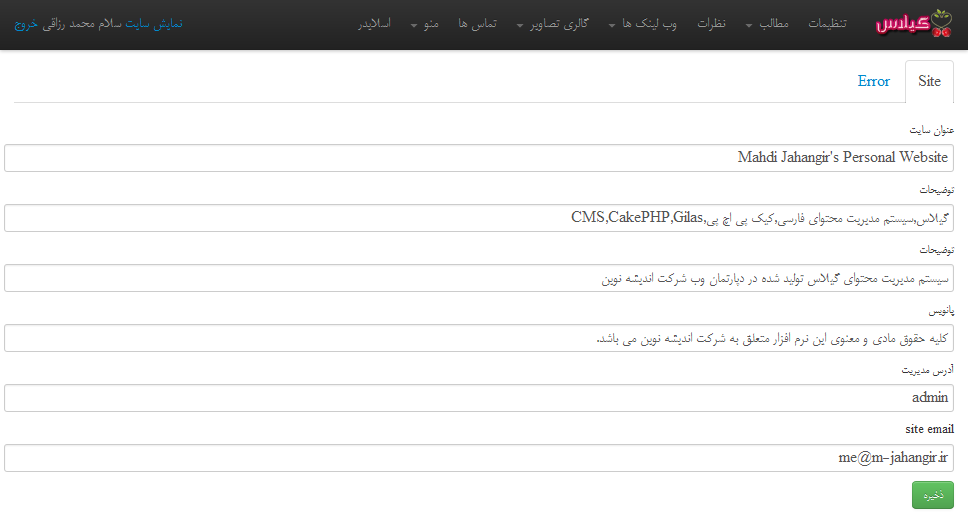 گیلاس
تنظیمات مطالب نظرات وب لینک ها گالری تصاویر تماس ها منو اسلایدر
نمایش سایت سلام محمد رزاقی خروج
Site Error
عنوان سایت
Mahdi Jahangir's Personal Website
توضیحات
گیلاس,سیستم مدیریت محتوای فارسی,کیک پی اچ پی,CMS,CakePHP,Gilas
توضیحات
سیستم مدیریت محتوای گیلاس تولید شده در دپارتمان وب شرکت اندیشه نوین
پانویس
کلیه حقوق مادی و معنوی این نرم افزار متعلق به شرکت اندیشه نوین می باشد.
آدرس مدیریت
admin
site email
me@m-jahangir.ir
ذخیره